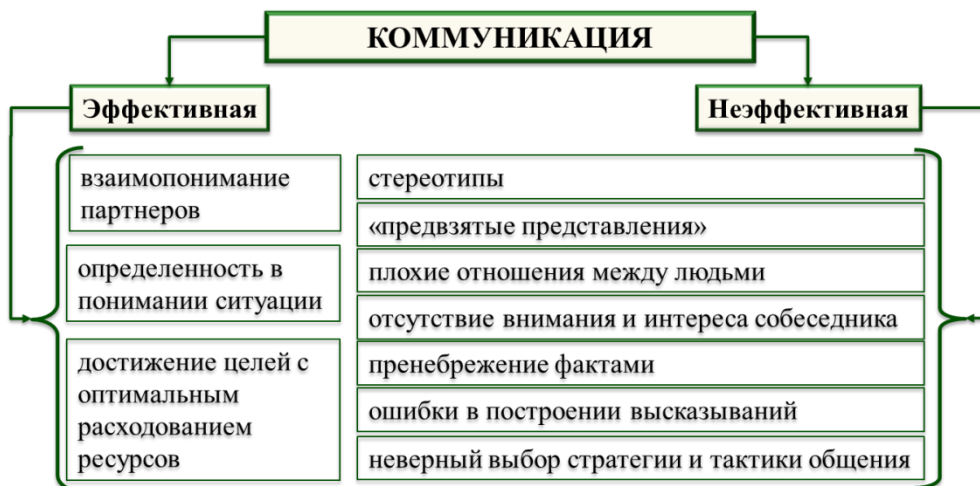 КОММУНИКАЦИЯ
Эффективная
Неэффективная
взаимопонимание
партнеров
определенность в
понимании ситуации
достижение целей с
оптимальным
расходованием
ресурсов
стереотипы
«предвзятые представления»
плохие отношения между людьми
отсутствие внимания и интереса собеседника
пренебрежение фактами
ошибки в построении высказываний
неверный выбор стратегии и тактики общения